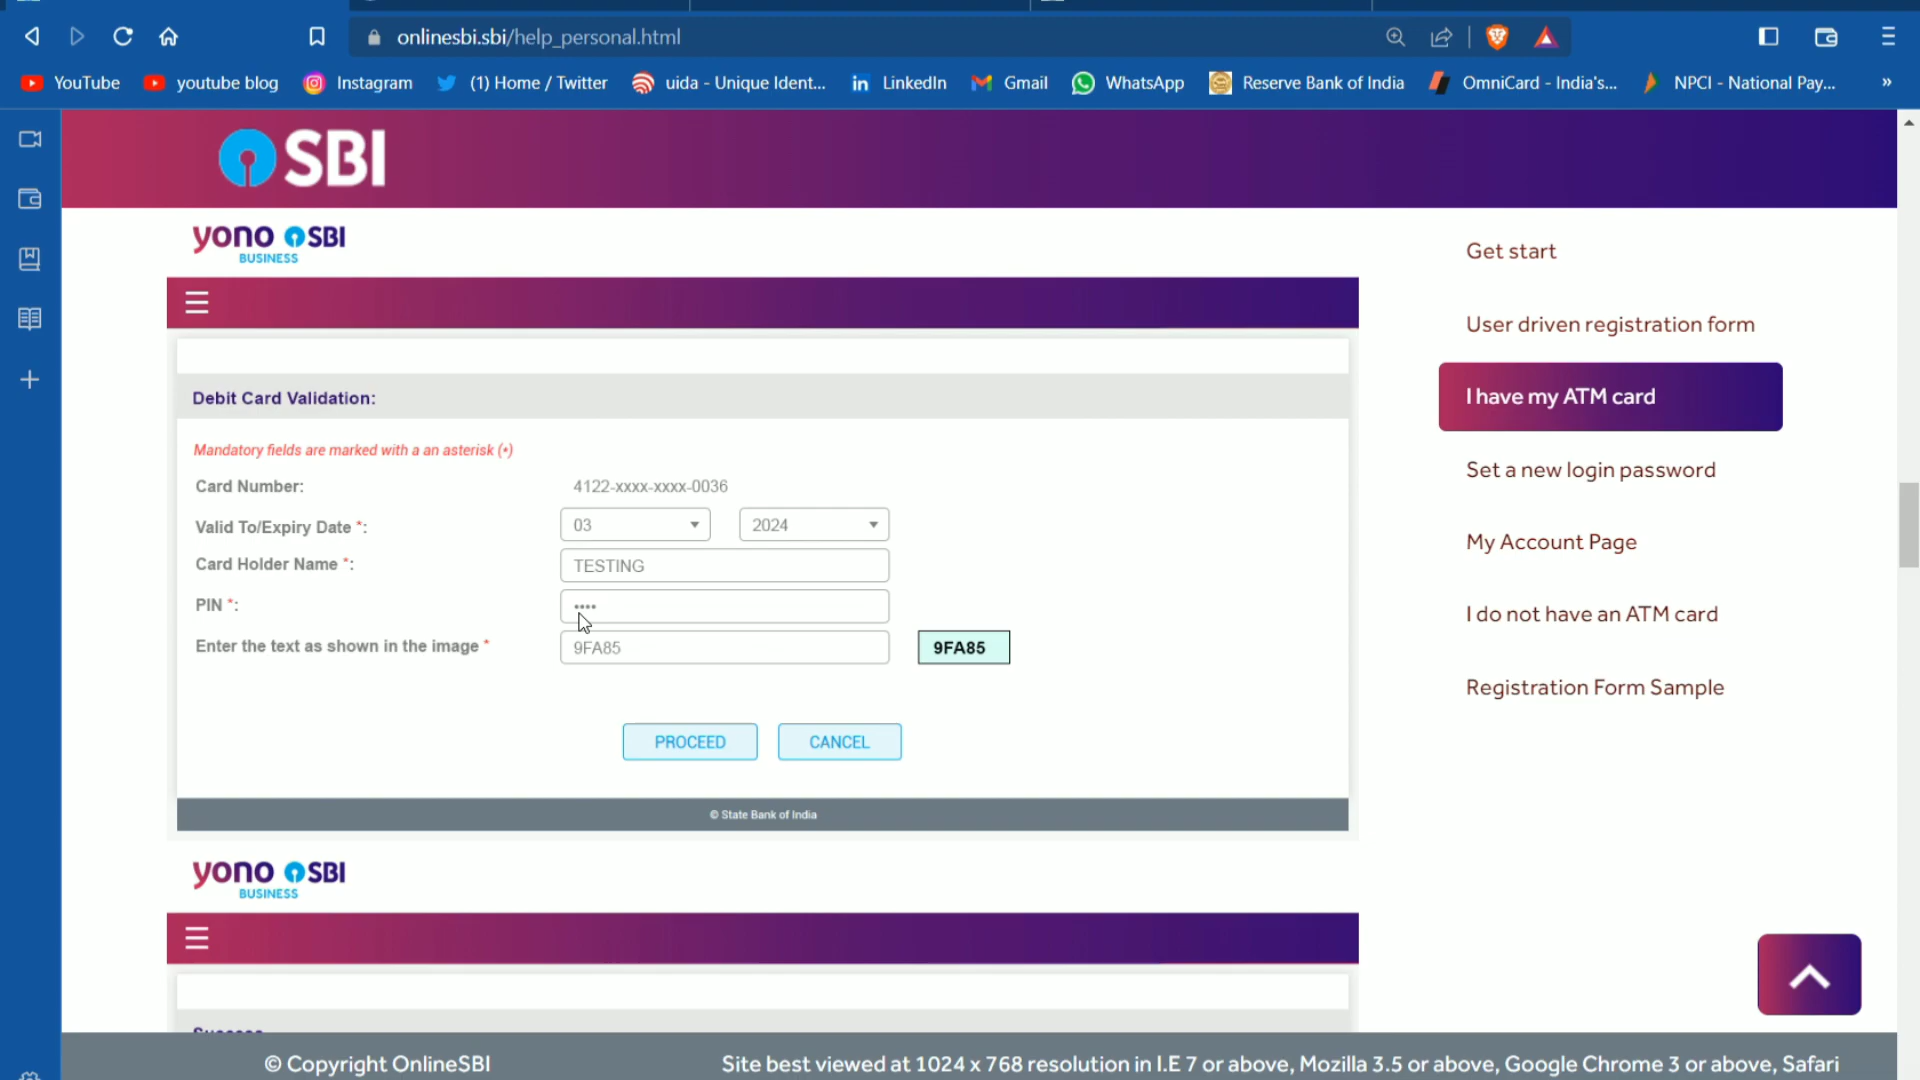 onlinesbi.sbi/help_personal.html
YouTube
youtube blog
Instagram
(1) Home / Twitter
uida - Unique Ident...
LinkedIn
Gmail
WhatsApp
Reserve Bank of India
OmniCard - India's...
NPCI - National Pay...
»
SBI
yono SBI
BUSINESS
Debit Card Validation:
Mandatory fields are marked with a an asterisk (*)
Card Number: 4122-xxxx-xxxx-0036
Valid To/Expiry Date *: 03 2024
Card Holder Name *: TESTING
PIN *: ••••
Enter the text as shown in the image * 9FA85 9FA85
PROCEED CANCEL
© State Bank of India
yono SBI
BUSINESS
Get start
User driven registration form
I have my ATM card
Set a new login password
My Account Page
I do not have an ATM card
Registration Form Sample
© Copyright OnlineSBI
Site best viewed at 1024 x 768 resolution in I.E 7 or above, Mozilla 3.5 or above, Google Chrome 3 or above, Safari